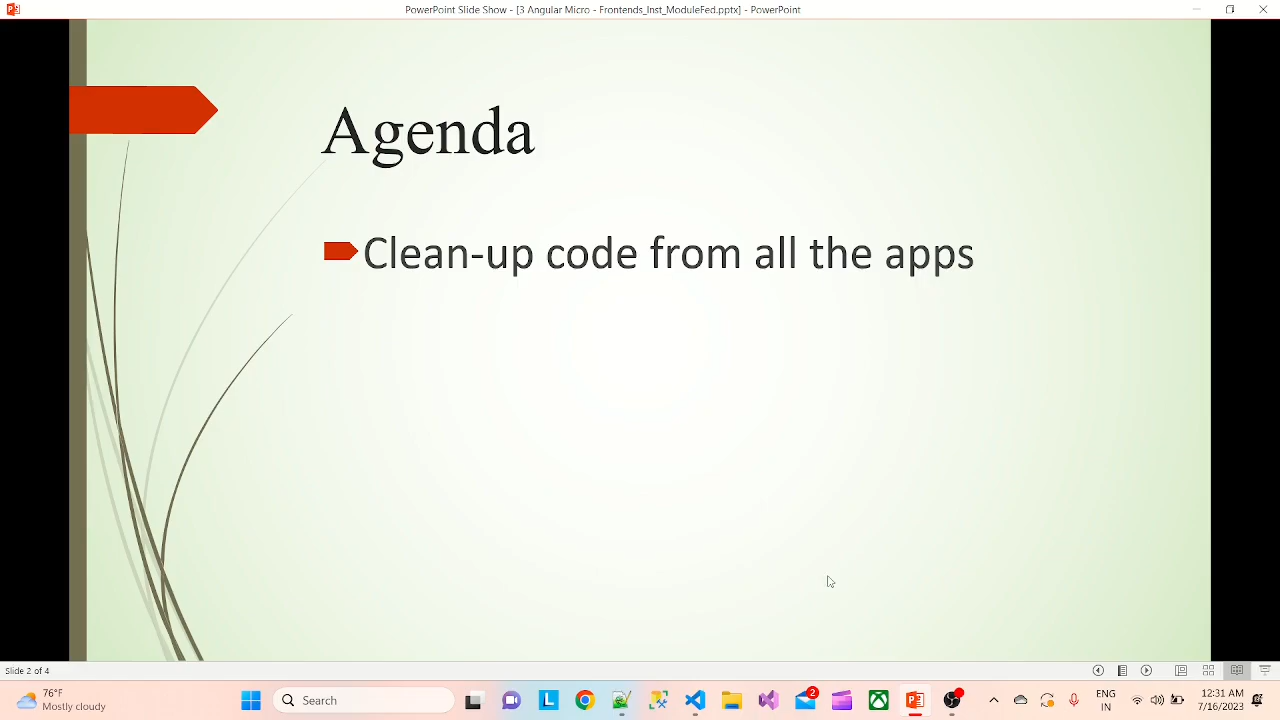 PowerPoint Slide Show - [3 Angular Micro - Frontends_Inst_ModuleFed.pptx] - PowerPoint
Agenda
Clean-up code from all the apps
Slide 2 of 4
76°F
Mostly cloudy
Search
2
ENG
IN
12:31 AM
7/16/2023